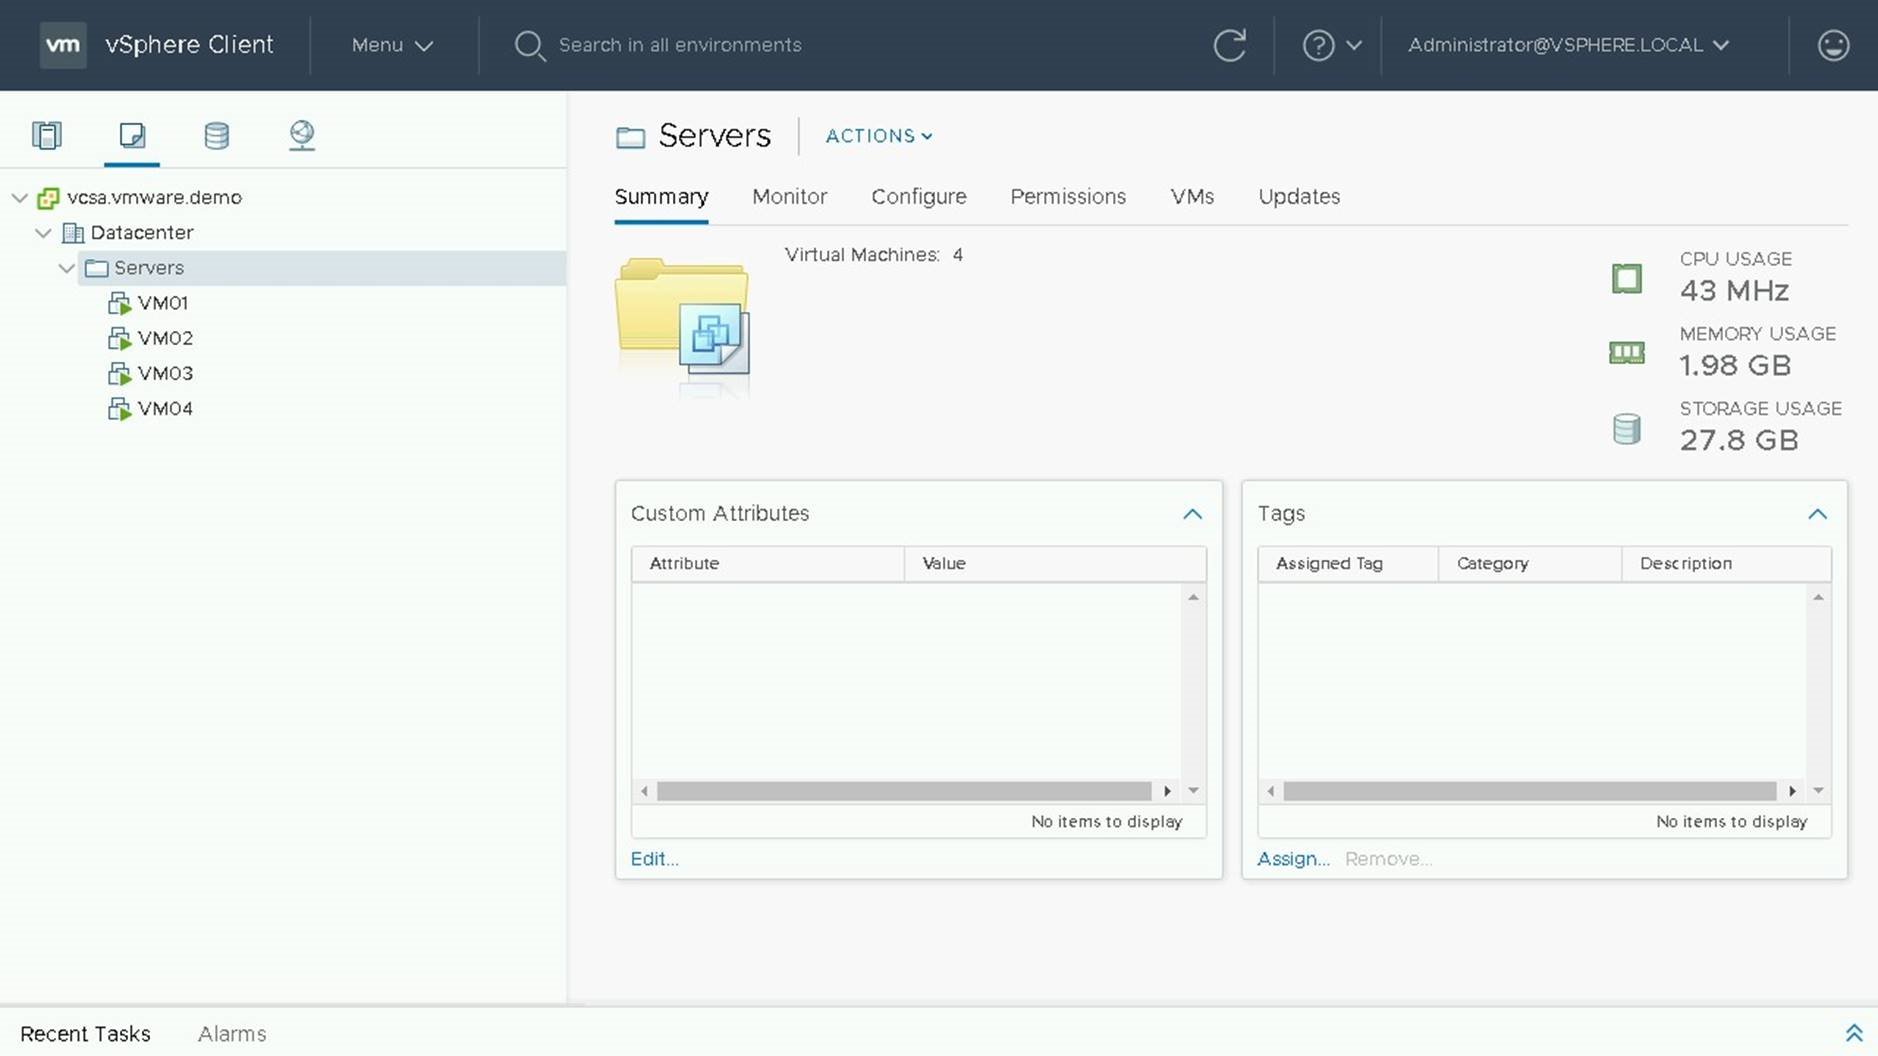 vm vSphere Client Menu Search in all environments Administrator@VSPHERE.LOCAL
vcsa.vmware.demo
Datacenter
Servers
VM01
VM02
VM03
VM04
Servers ACTIONS
Summary Monitor Configure Permissions VMs Updates
Virtual Machines: 4
CPU USAGE
43 MHz
MEMORY USAGE
1.98 GB
STORAGE USAGE
27.8 GB
Custom Attributes
Attribute Value
No items to display
Edit...
Tags
Assigned Tag Category Description
No items to display
Assign... Remove...
Recent Tasks Alarms